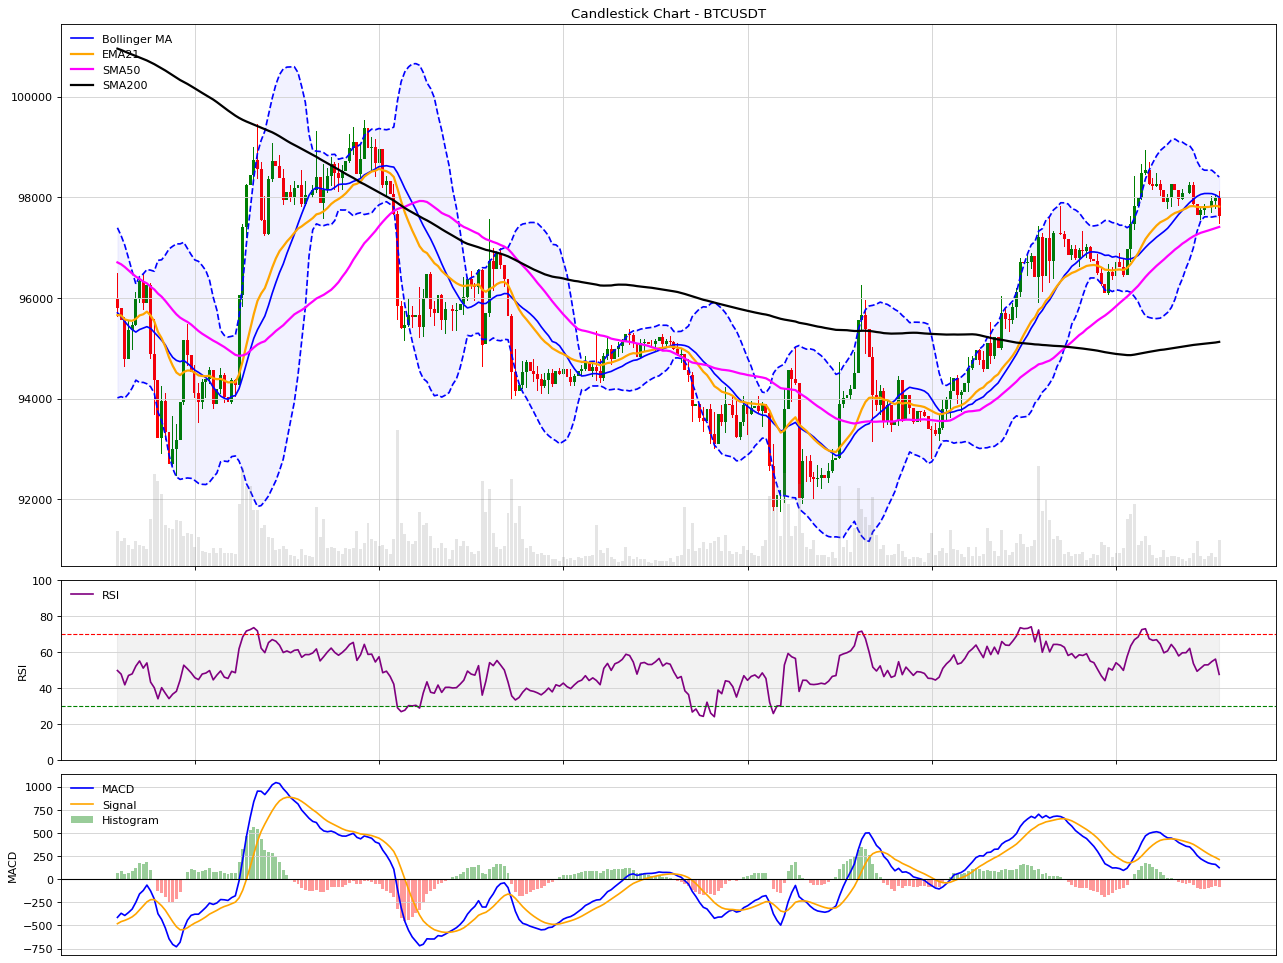 Candlestick Chart - BTCUSDT
Bollinger MA
EMA21
SMA50
SMA200
100000
98000
96000
94000
92000
RSI
100
80
60
40
20
0
RSI
MACD
Signal
Histogram
1000
750
500
250
0
−250
−500
−750
MACD